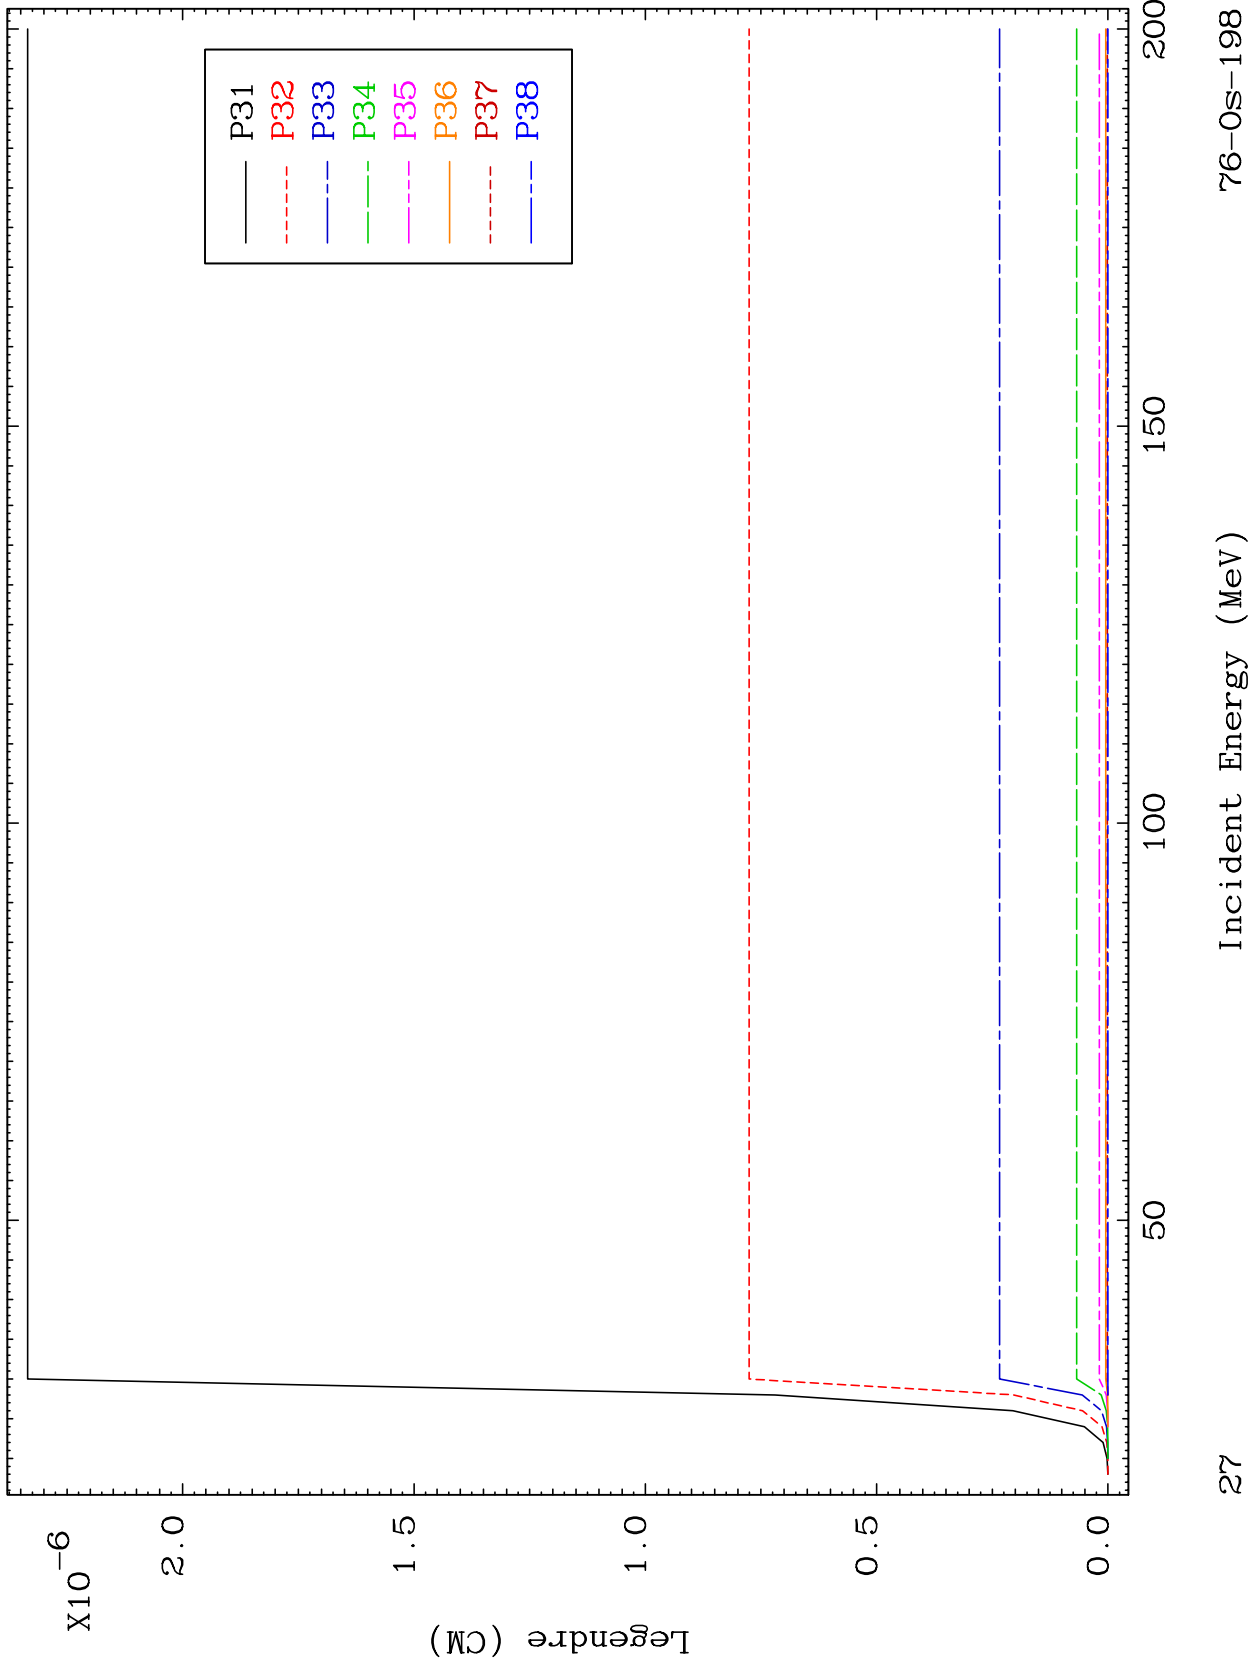 X10^-6
2.0
1.5
1.0
0.5
0.0
Legendre (CM)
P31
P32
P33
P34
P35
P36
P37
P38
50
100
150
200
27
Incident Energy (MeV)
76-Os-198